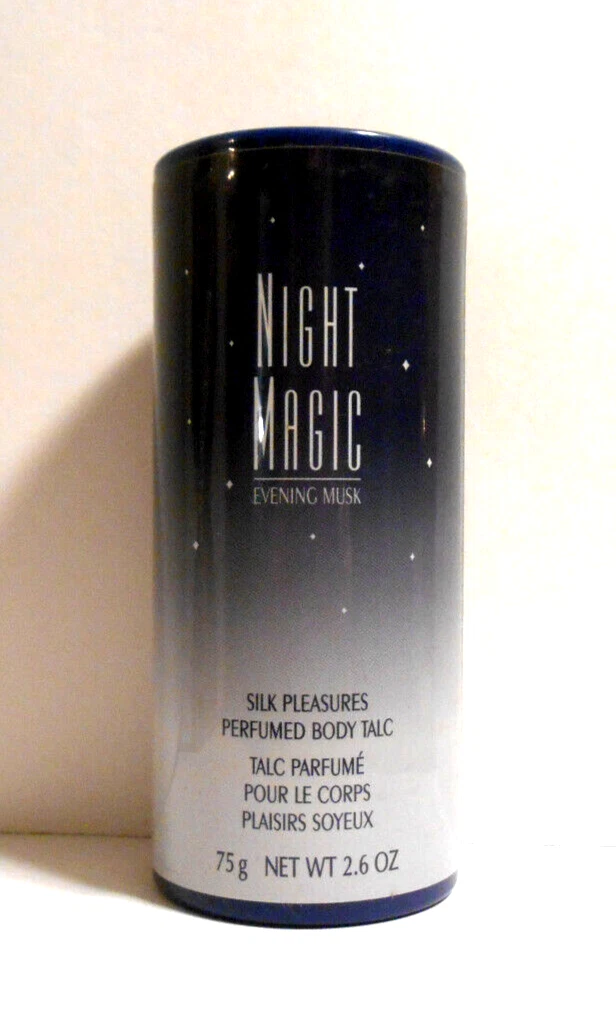 NIGHT
MAGIC
EVENING MUSK
SILK PLEASURES
PERFUMED BODY TALC
TALC PARFUMÉ
POUR LE CORPS
PLAISIRS SOYEUX
75 g NET WT 2.6 OZ